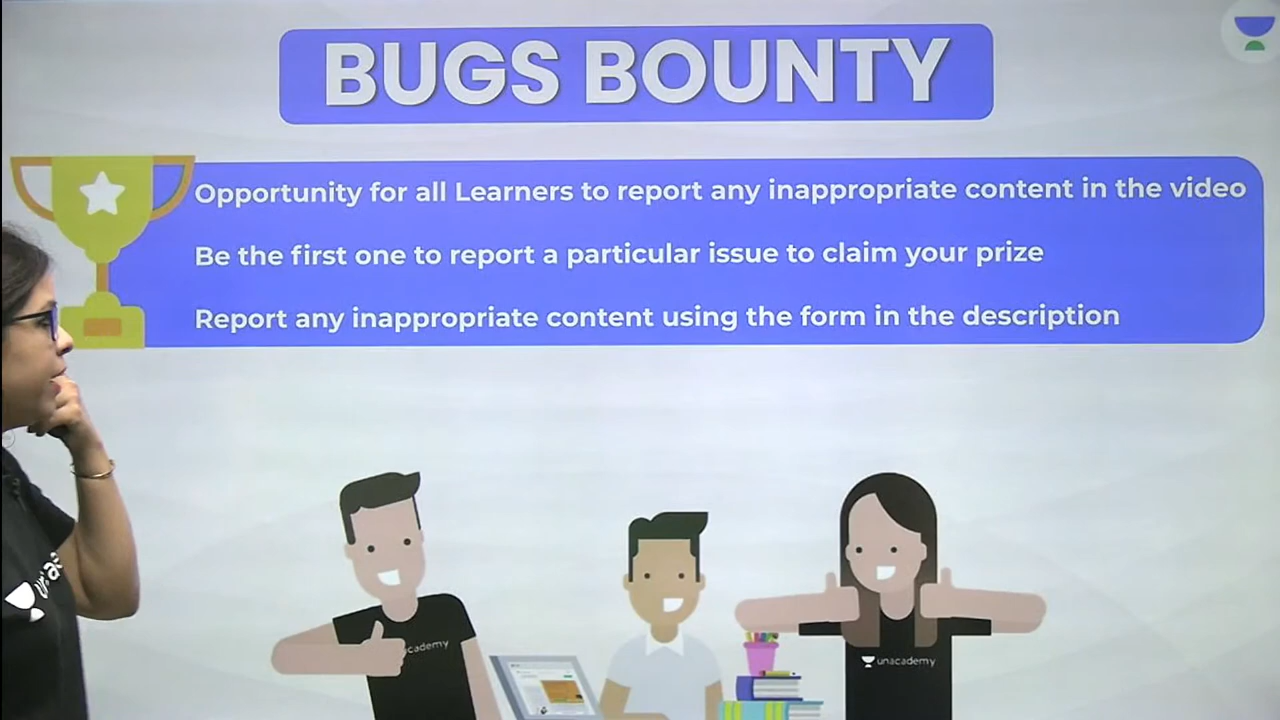 BUGS BOUNTY
Opportunity for all Learners to report any inappropriate content in the video
Be the first one to report a particular issue to claim your prize
Report any inappropriate content using the form in the description
unacademy